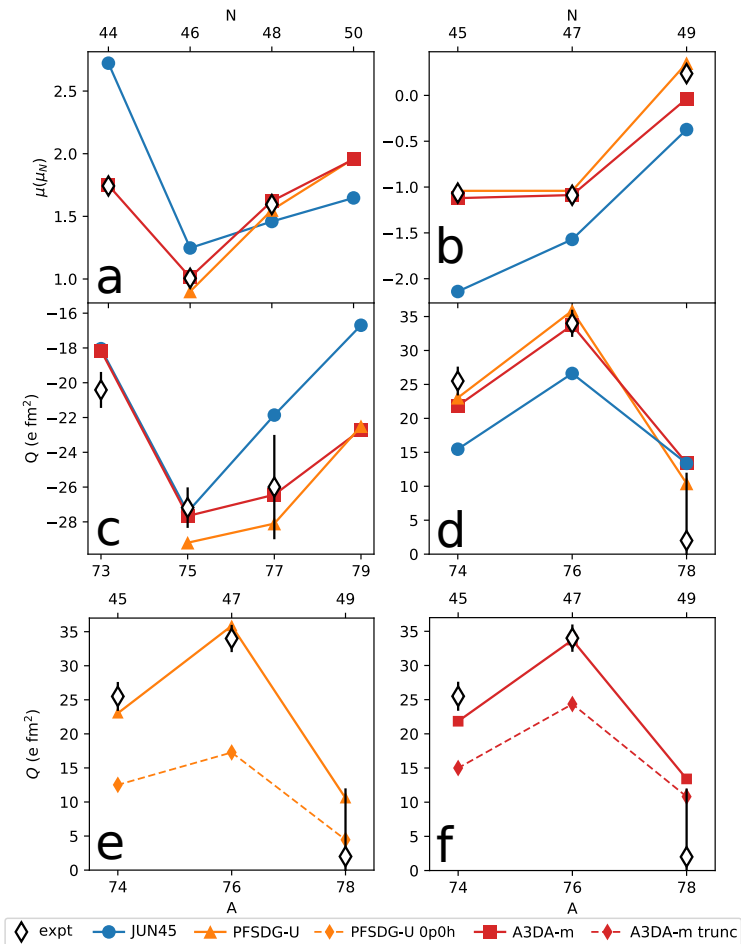 N N
44 46 48 50 45 47 49
2.5
2.0
1.5
1.0
μ(μN)
a
0.0
−0.5
−1.0
−1.5
−2.0
b
−16
−18
−20
−22
−24
−26
−28
Q (e fm²)
c
73 75 77 79
35
30
25
20
15
10
5
0
d
74 76 78
45 47 49
35
30
25
20
15
10
5
0
Q (e fm²)
e
74 76 78
A
45 47 49
35
30
25
20
15
10
5
0
f
74 76 78
A
expt JUN45 PFSDG-U PFSDG-U 0p0h A3DA-m A3DA-m trunc